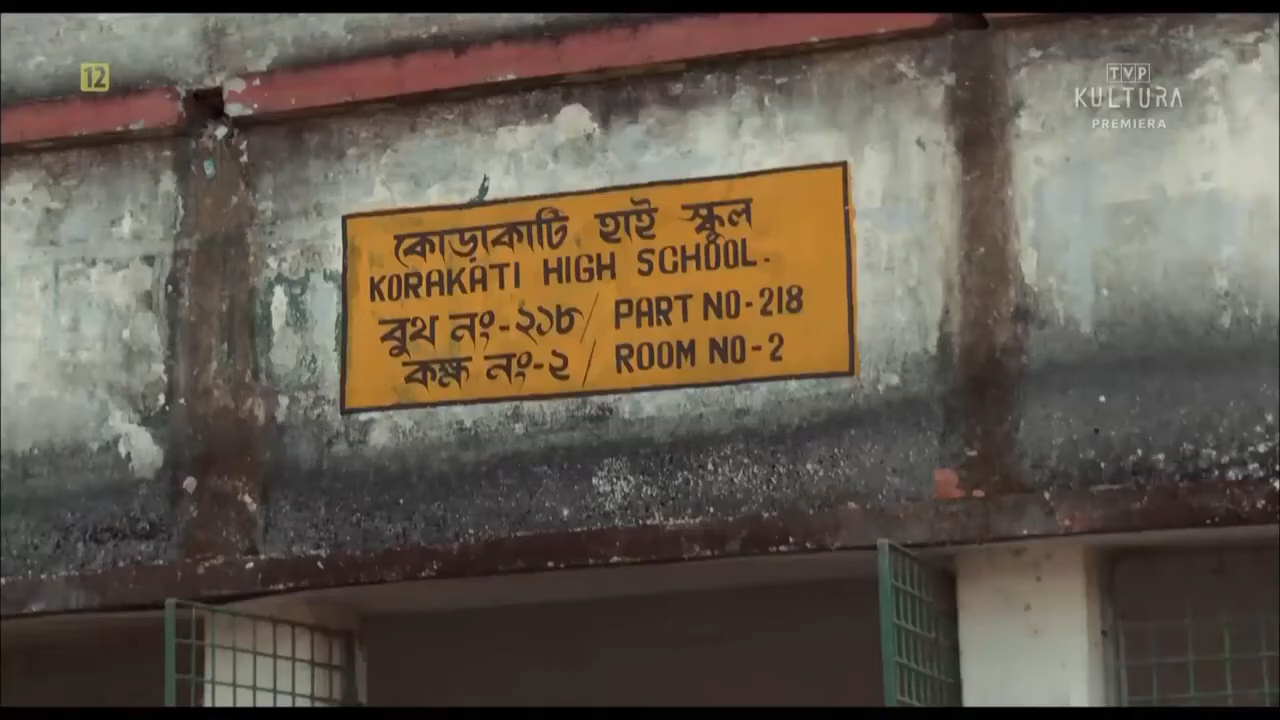 12
TVP
KULTURA
PREMIERA
কোড়াকাটি হাই স্কুল
KORAKATI HIGH SCHOOL.
বুথ নং-২১৮/ PART NO-218
কক্ষ নং-২ / ROOM NO-2